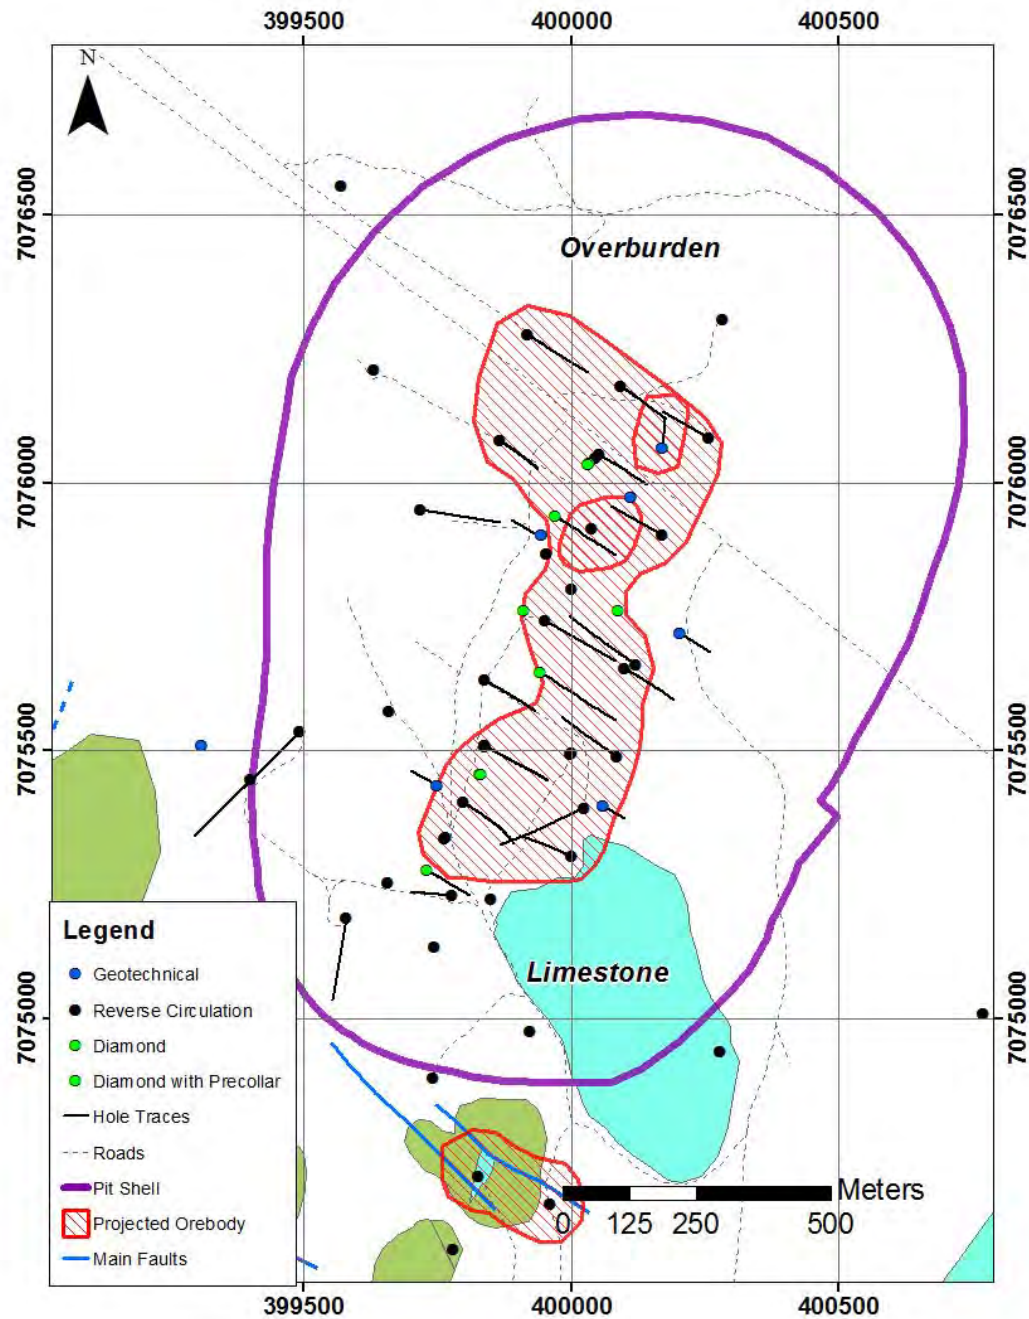 399500 400000 400500
N
7076500 7076500
Overburden
7076000 7076000
7075500 7075500
Legend
Geotechnical
Reverse Circulation
Diamond
Diamond with Precollar
Hole Traces
Roads
Pit Shell
Projected Orebody
Main Faults
Limestone
7075000 7075000
Meters
0 125 250 500
399500 400000 400500